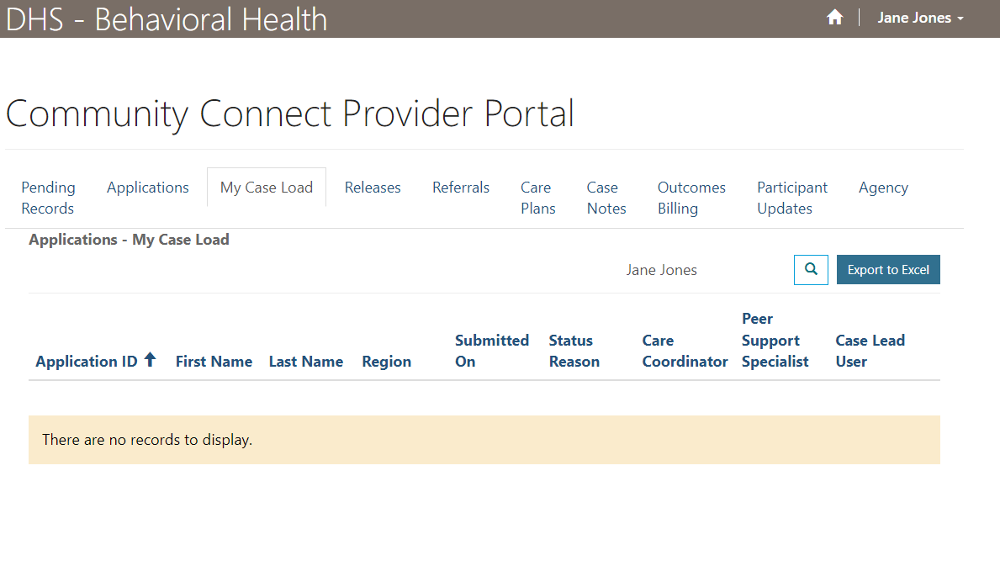 DHS - Behavioral Health
Jane Jones
Community Connect Provider Portal
Pending Records
Applications
My Case Load
Releases
Referrals
Care Plans
Case Notes
Outcomes Billing
Participant Updates
Agency
Applications - My Case Load
Jane Jones
Export to Excel
Application ID
First Name
Last Name
Region
Submitted On
Status Reason
Care Coordinator
Peer Support Specialist
Case Lead User
There are no records to display.